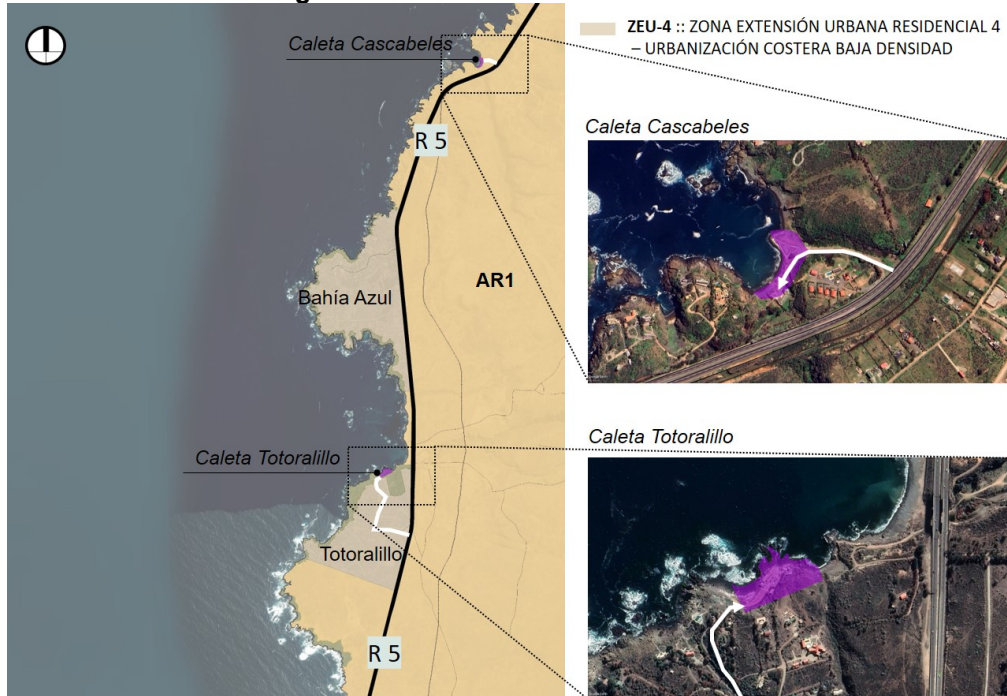 ZEU-4 :: ZONA EXTENSIÓN URBANA RESIDENCIAL 4
– URBANIZACIÓN COSTERA BAJA DENSIDAD
Caleta Cascabeles
R 5
Caleta Cascabeles
AR1
Bahía Azul
Caleta Totoralillo
Caleta Totoralillo
Totoralillo
R 5